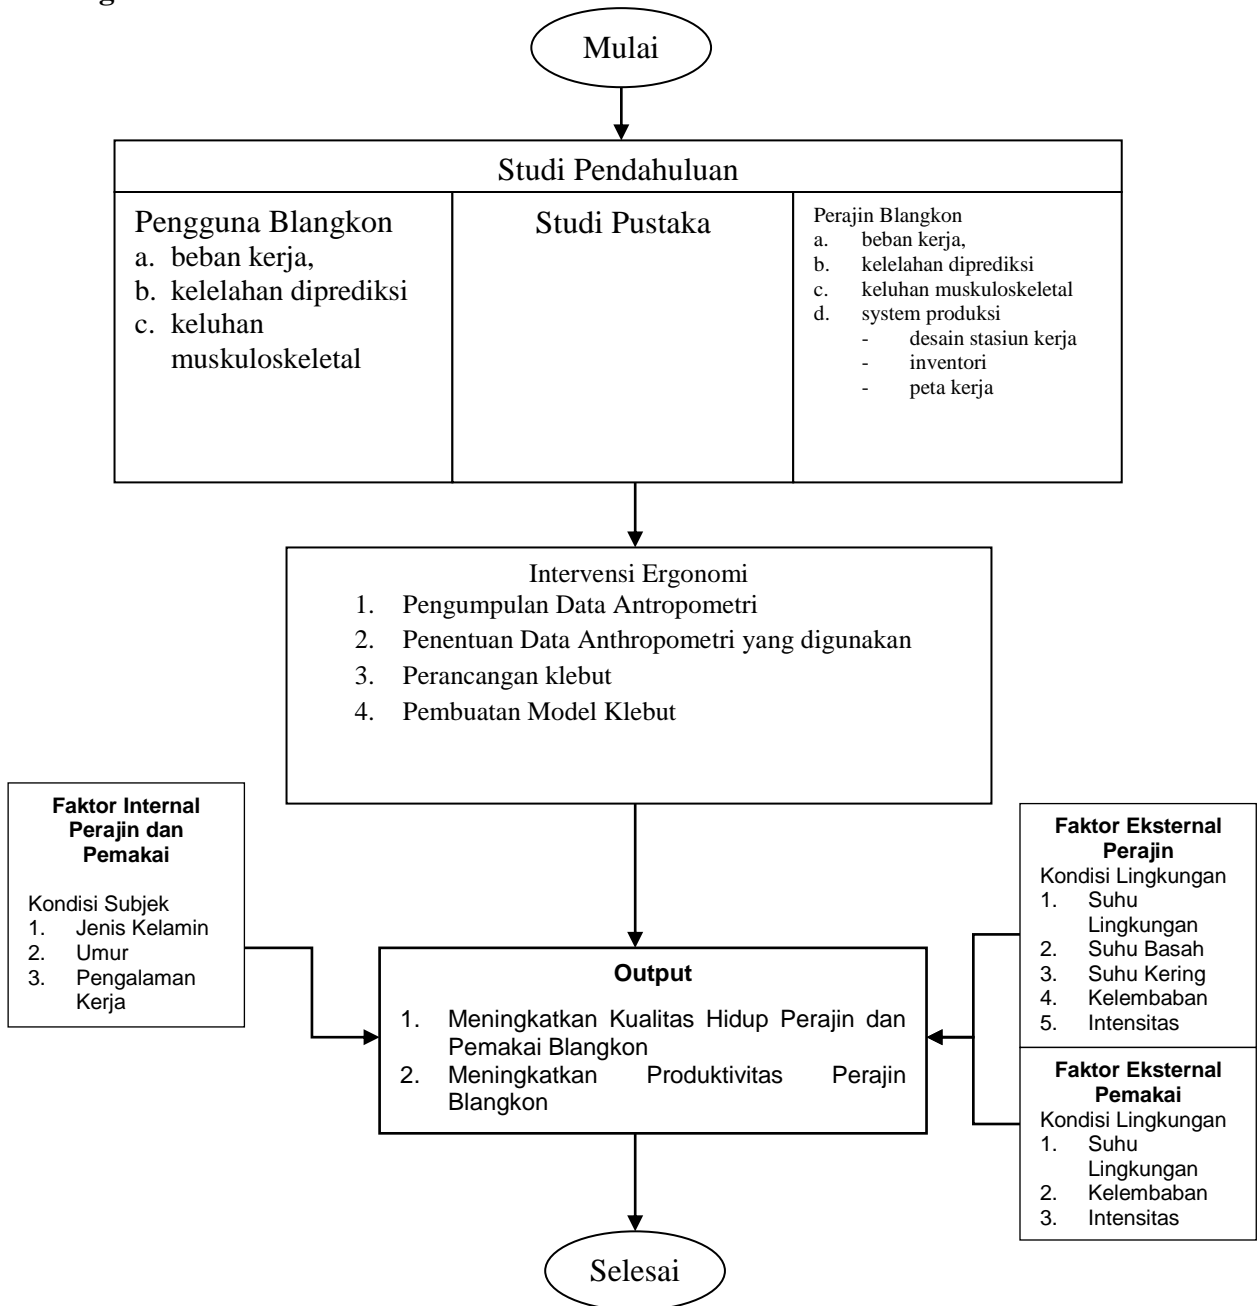 Mulai
Studi Pendahuluan
Pengguna Blangkon
a. beban kerja,
b. kelelahan diprediksi
c. keluhan
muskuloskeletal
Studi Pustaka
Perajin Blangkon
a. beban kerja,
b. kelelahan diprediksi
c. keluhan muskuloskeletal
d. system produksi
- desain stasiun kerja
- inventori
- peta kerja
Intervensi Ergonomi
1. Pengumpulan Data Antropometri
2. Penentuan Data Anthropometri yang digunakan
3. Perancangan klebut
4. Pembuatan Model Klebut
Faktor Internal
Perajin dan
Pemakai
Kondisi Subjek
1. Jenis Kelamin
2. Umur
3. Pengalaman
Kerja
Output
1. Meningkatkan Kualitas Hidup Perajin dan
Pemakai Blangkon
2. Meningkatkan Produktivitas Perajin
Blangkon
Faktor Eksternal
Perajin
Kondisi Lingkungan
1. Suhu
Lingkungan
2. Suhu Basah
3. Suhu Kering
4. Kelembaban
5. Intensitas
Faktor Eksternal
Pemakai
Kondisi Lingkungan
1. Suhu
Lingkungan
2. Kelembaban
3. Intensitas
Selesai